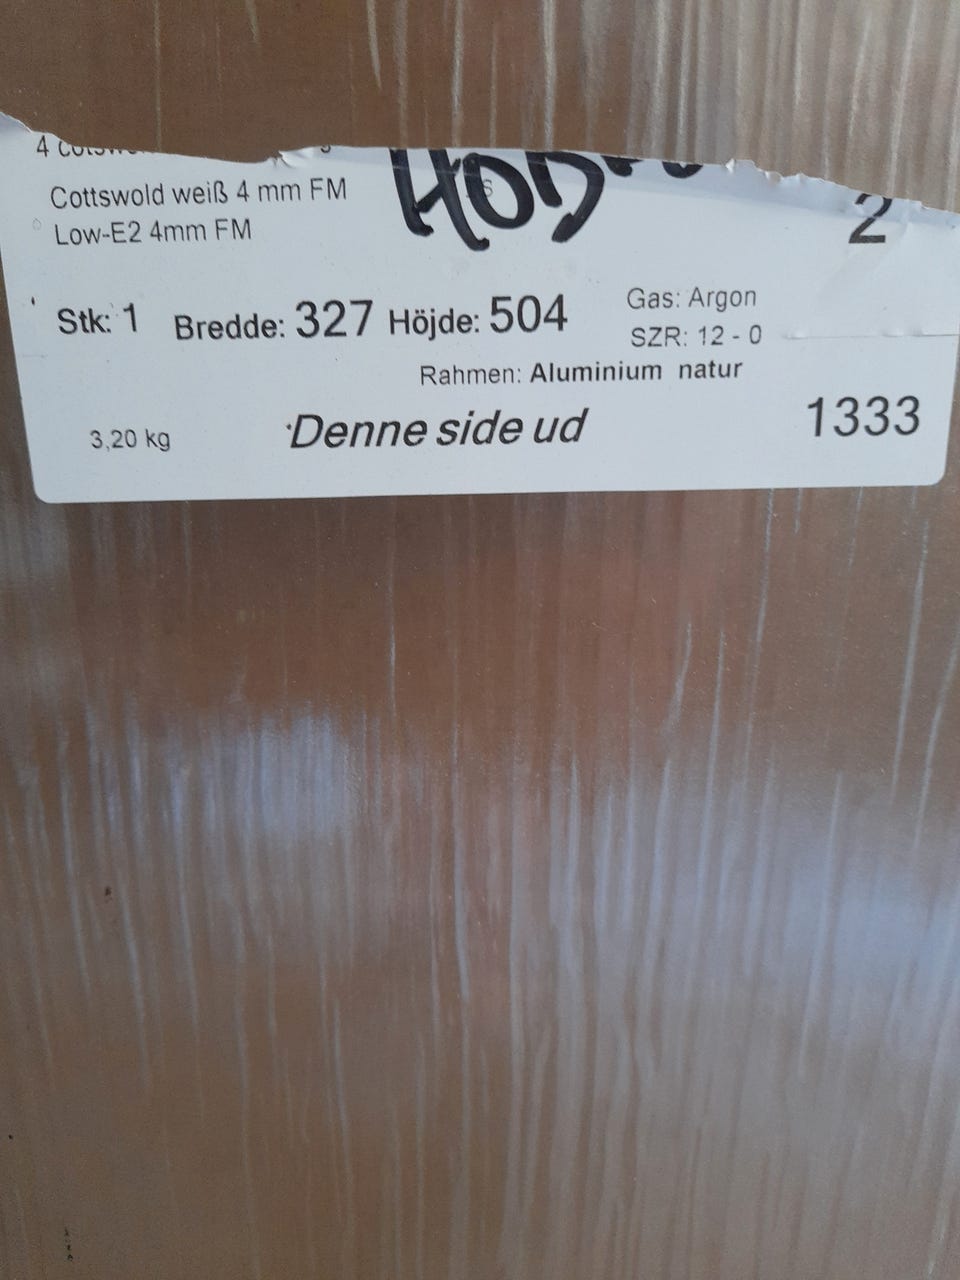 4
Cottswold weiß 4 mm FM
Low-E2 4mm FM
2
Stk: 1 Bredde: 327 Höjde: 504
Gas: Argon
SZR: 12 - 0
Rahmen: Aluminium natur
3,20 kg
Denne side ud
1333